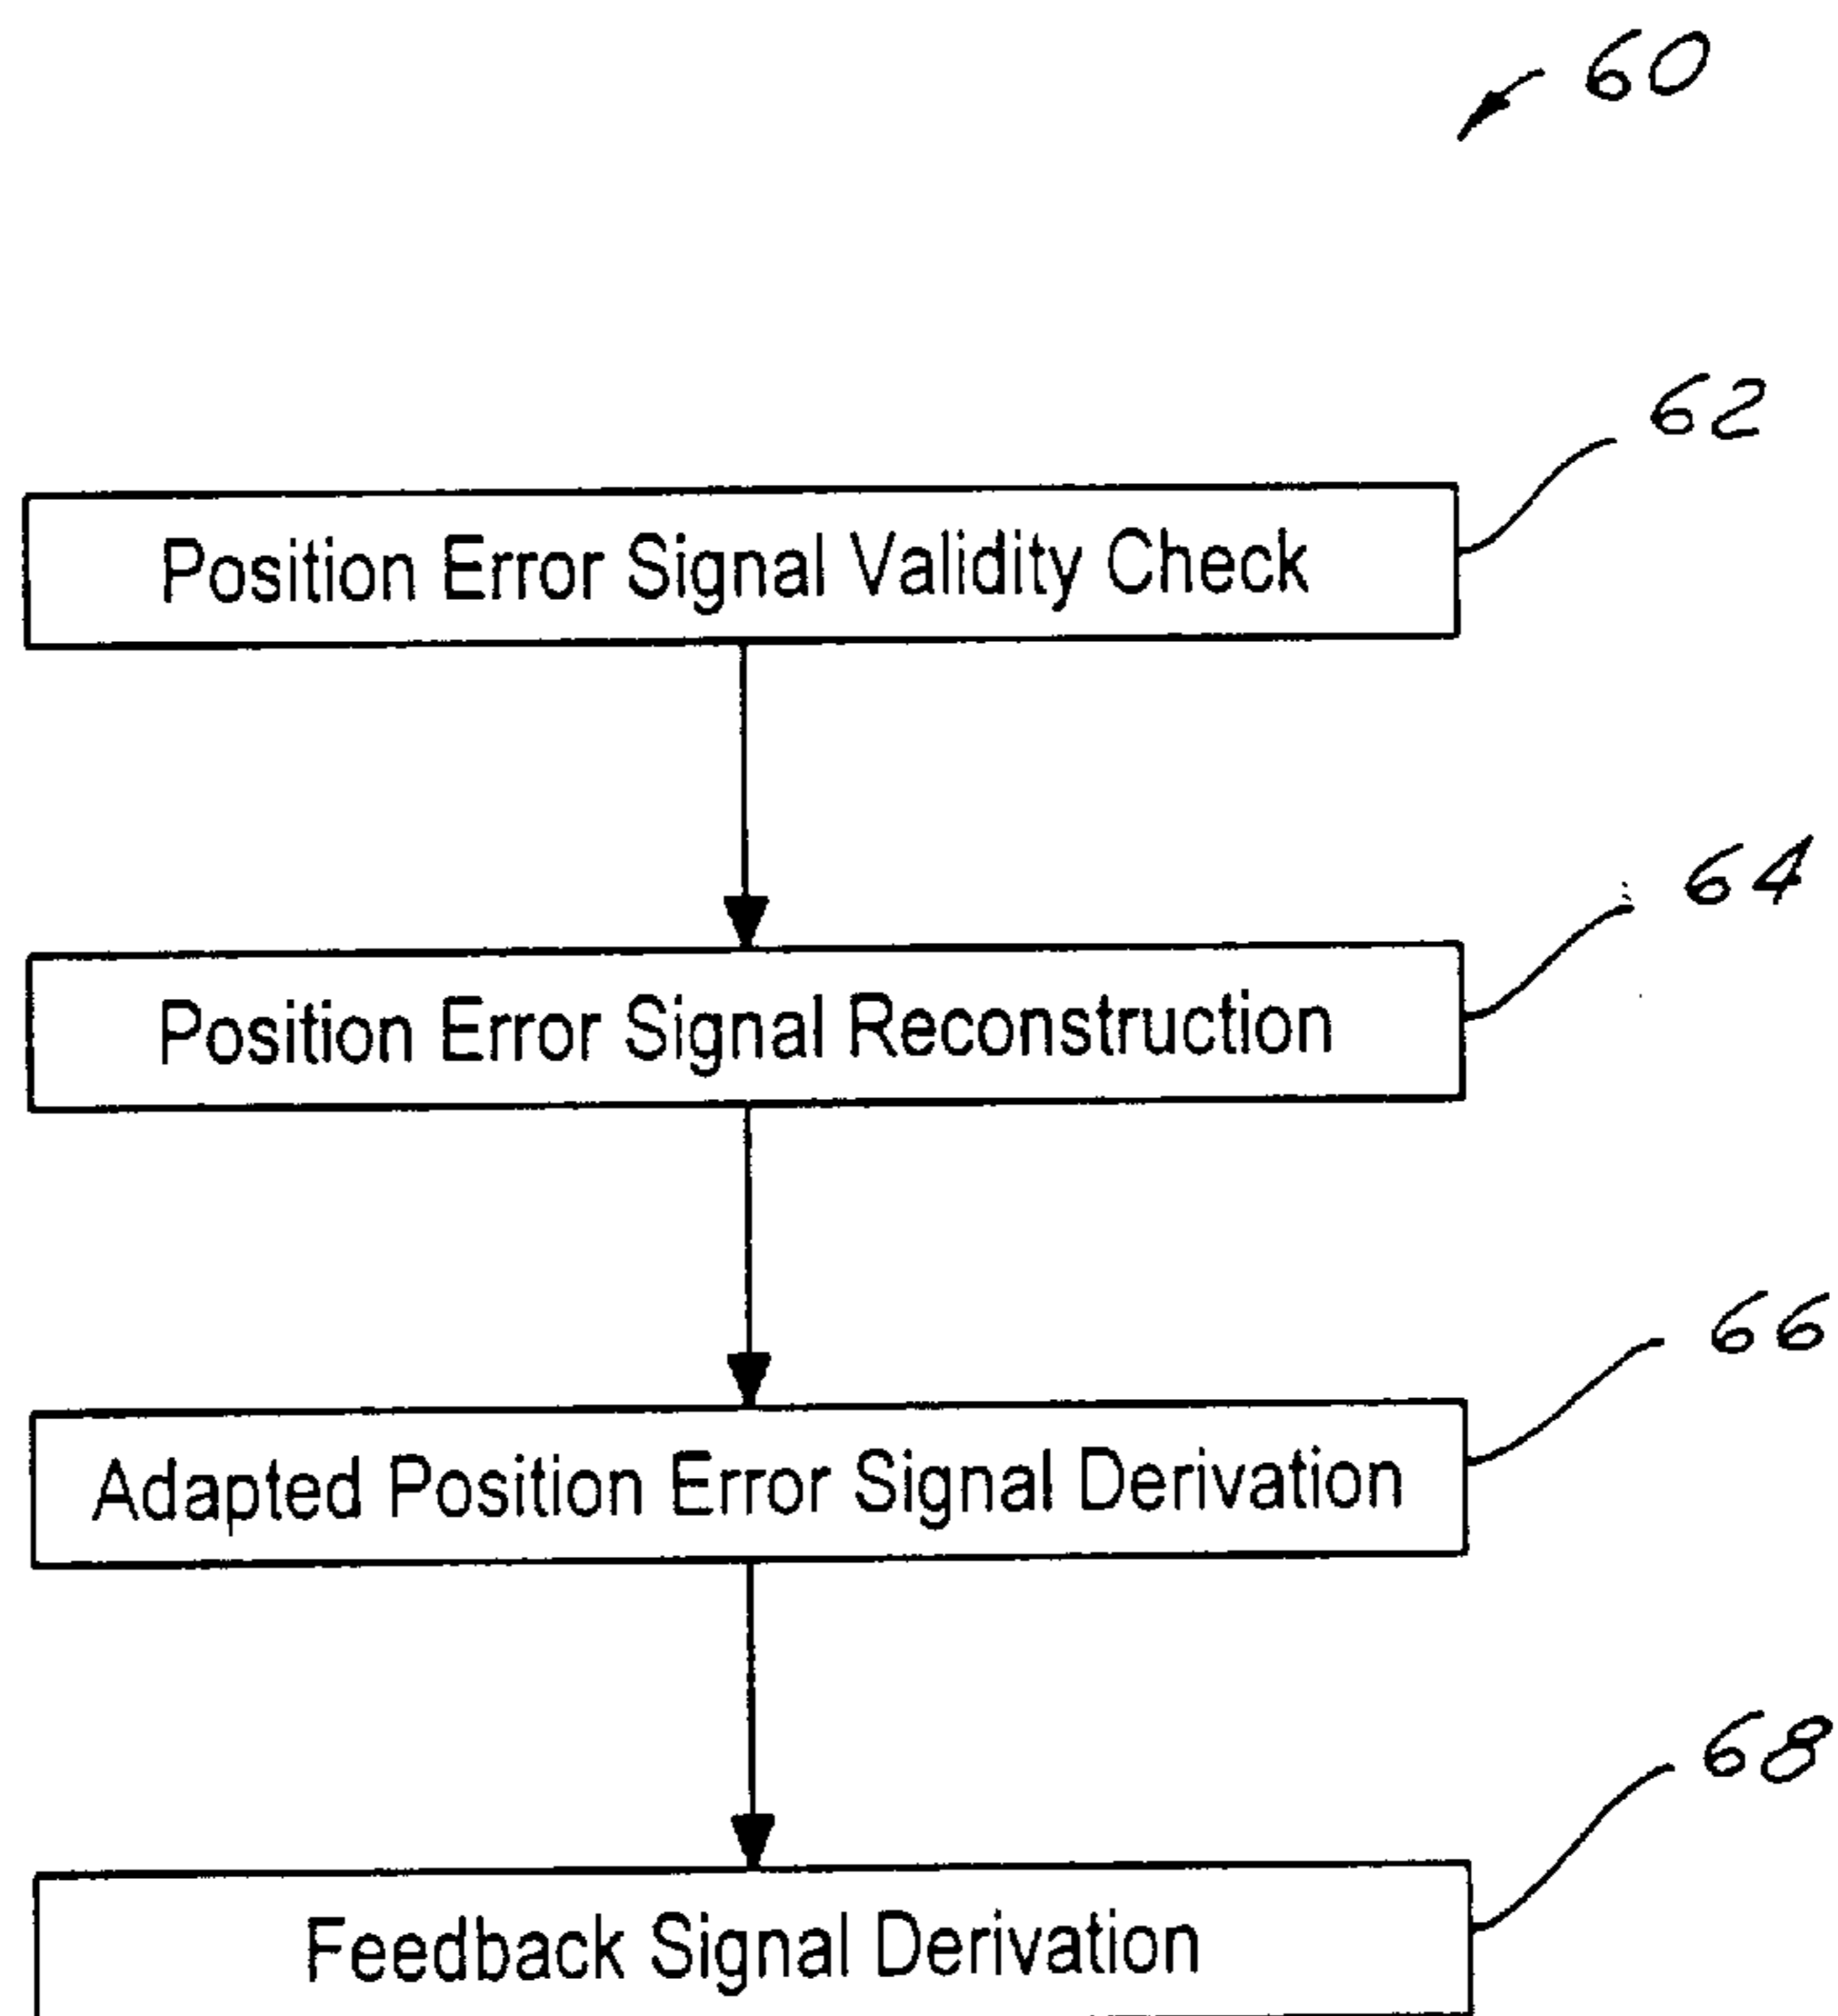 60
62
Position Error Signal Validity Check
64
Position Error Signal Reconstruction
66
Adapted Position Error Signal Derivation
68
Feedback Signal Derivation